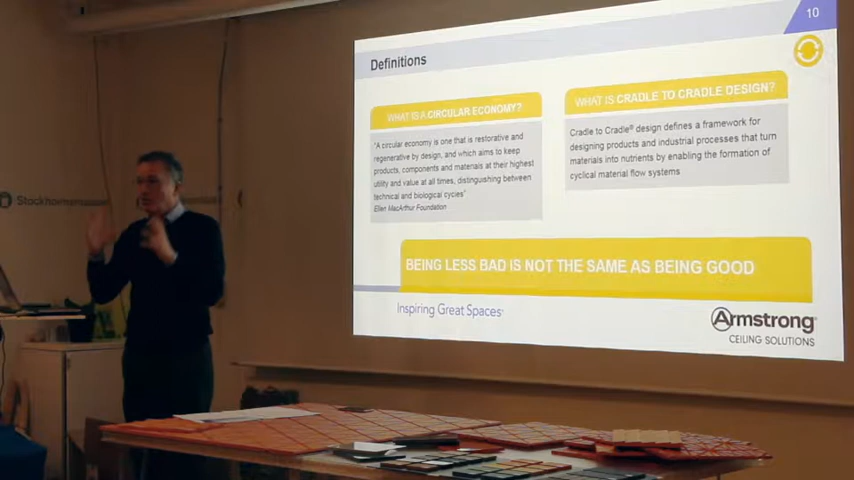 10
Definitions
WHAT IS A CIRCULAR ECONOMY?
"A circular economy is one that is restorative and
regenerative by design, and which aims to keep
products, components and materials at their highest
utility and value at all times, distinguishing between
technical and biological cycles"
Ellen MacArthur Foundation
WHAT IS CRADLE TO CRADLE DESIGN?
Cradle to Cradle® design defines a framework for
designing products and industrial processes that turn
materials into nutrients by enabling the formation of
cyclical material flow systems
BEING LESS BAD IS NOT THE SAME AS BEING GOOD
Inspiring Great Spaces
Armstrong
CEILING SOLUTIONS